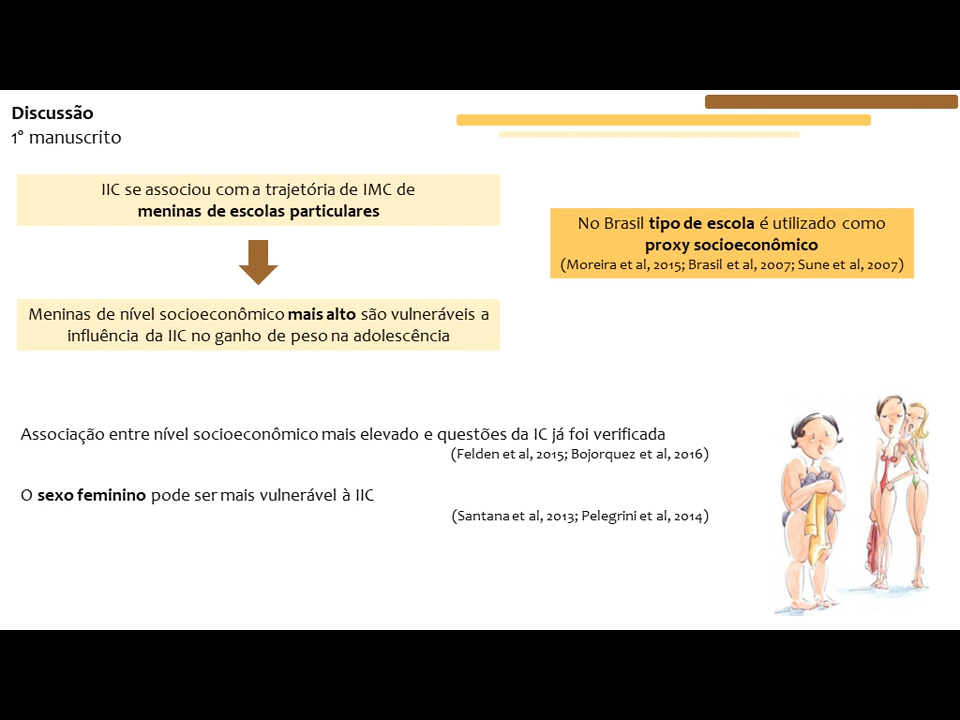 Discussão
1° manuscrito
IIC se associou com a trajetória de IMC de
meninas de escolas particulares
No Brasil tipo de escola é utilizado como
proxy socioeconômico
(Moreira et al, 2015; Brasil et al, 2007; Sune et al, 2007)
Meninas de nível socioeconômico mais alto são vulneráveis a
influência da IIC no ganho de peso na adolescência
Associação entre nível socioeconômico mais elevado e questões da IC já foi verificada
(Felden et al, 2015; Bojorquez et al, 2016)
O sexo feminino pode ser mais vulnerável à IIC
(Santana et al, 2013; Pelegrini et al, 2014)